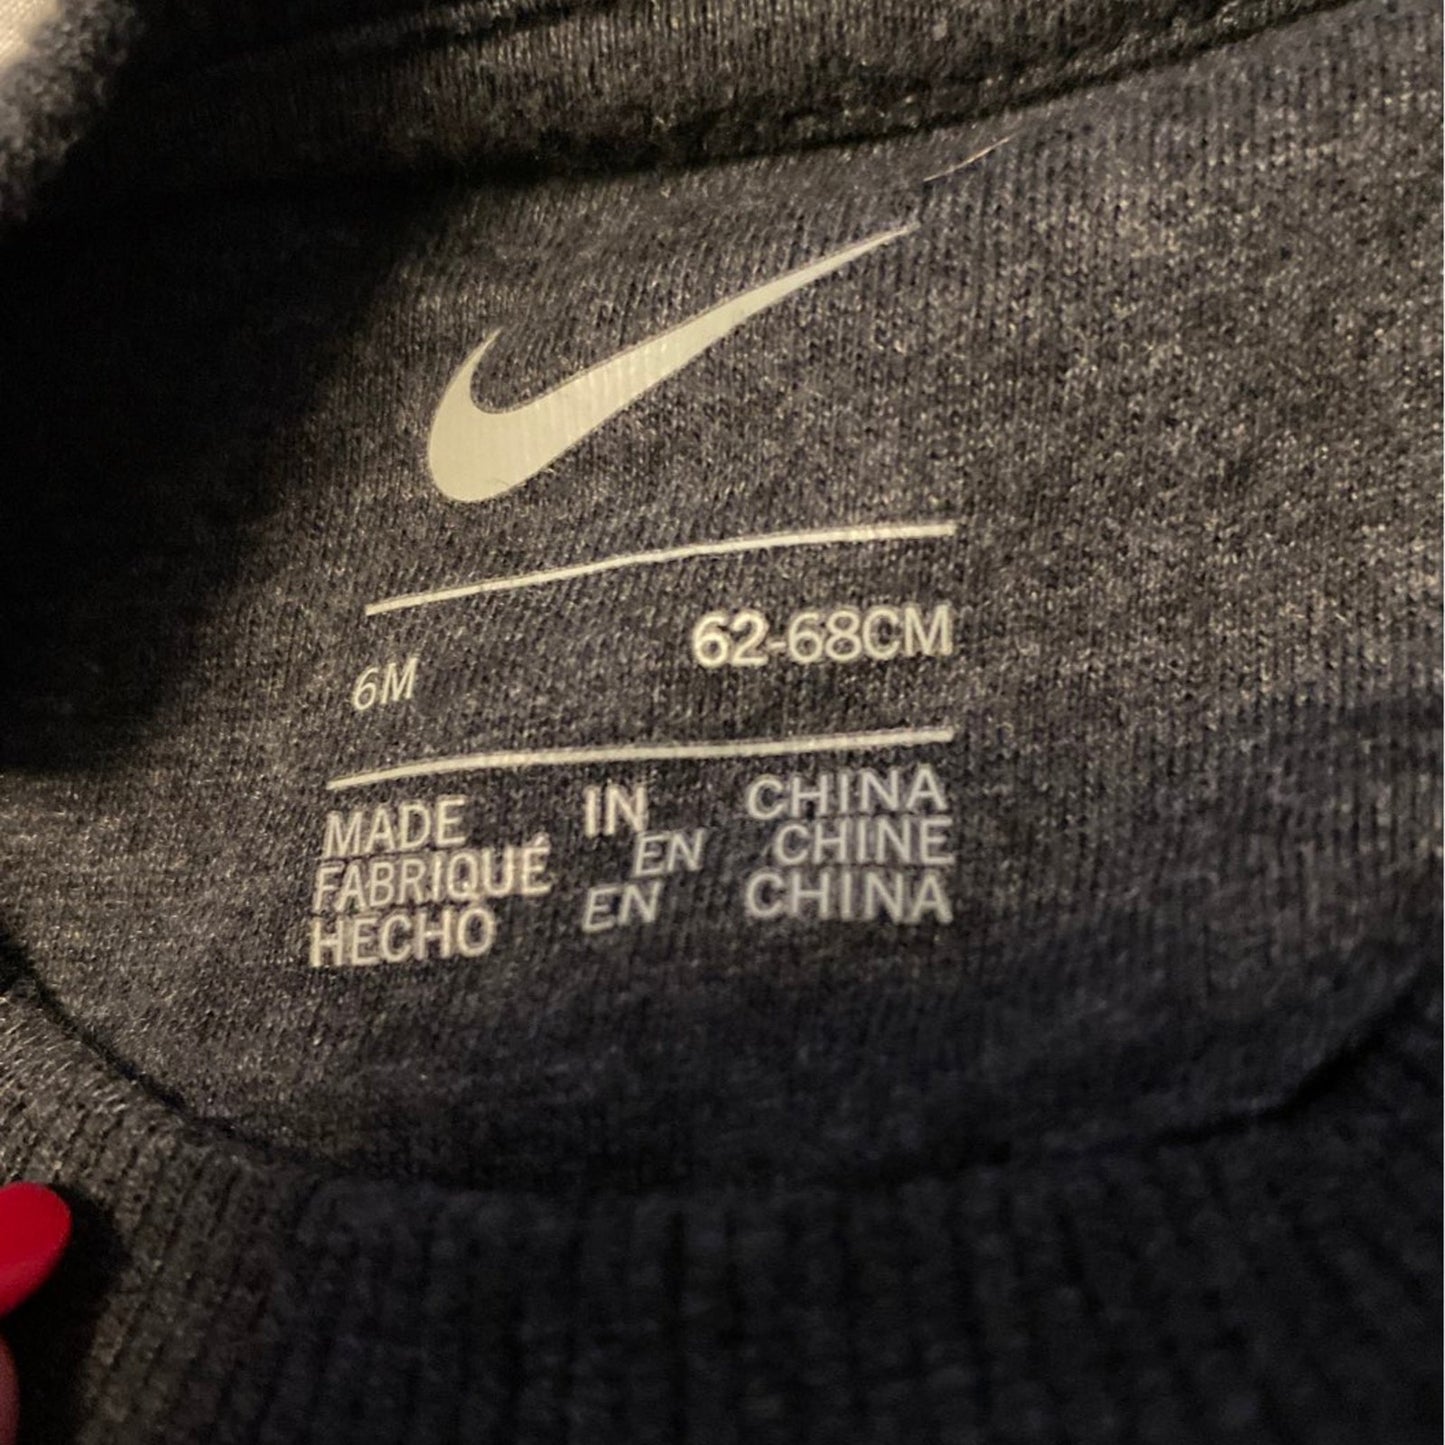 6M 62-68CM
MADE IN CHINA
FABRIQUÉ EN CHINE
HECHO EN CHINA